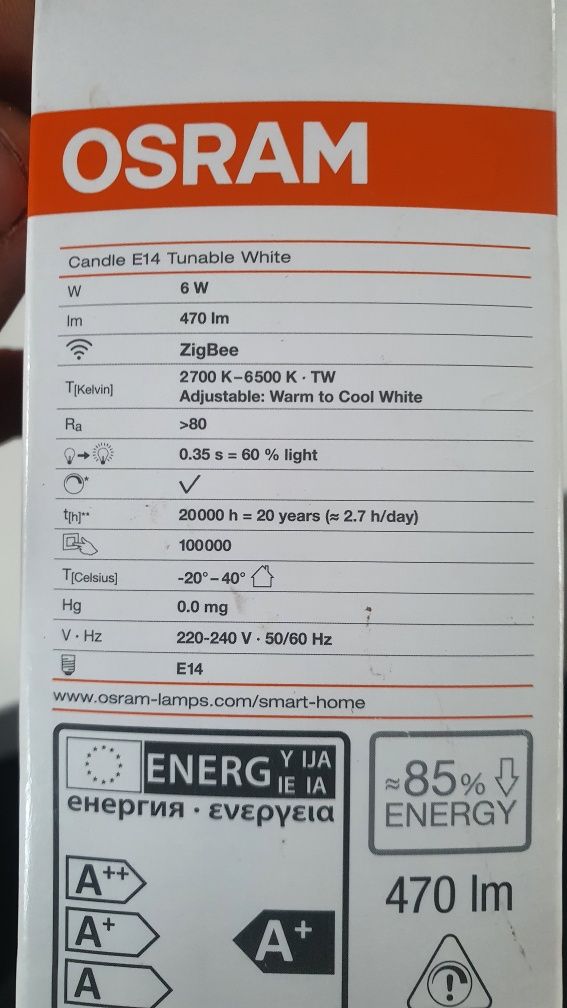 OSRAM
Candle E14 Tunable White
W 6 W
lm 470 lm
ZigBee
T[Kelvin] 2700 K–6500 K · TW
Adjustable: Warm to Cool White
Ra >80
0.35 s = 60 % light
*
t[h]** 20000 h = 20 years (≈ 2.7 h/day)
100000
T[Celsius] -20°–40°
Hg 0.0 mg
V · Hz 220-240 V · 50/60 Hz
E14
www.osram-lamps.com/smart-home
ENERG Y IJA
IE IA
енергия · ενεργεια
≈85%
ENERGY
A++
470 lm
A+
A+
A